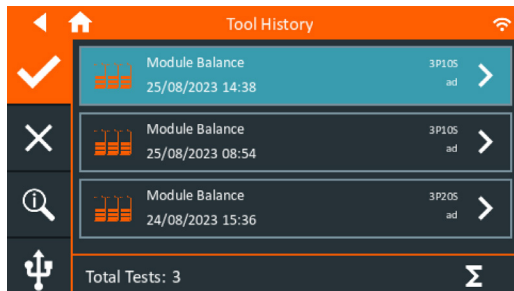 Tool History
Module Balance
3P10S
25/08/2023 14:38
ad
Module Balance
3P10S
25/08/2023 08:54
ad
Module Balance
3P20S
24/08/2023 15:36
ad
Total Tests: 3
Σ